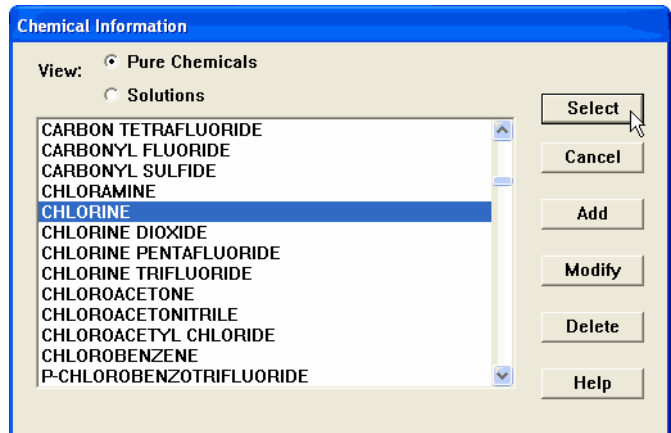 Chemical Information
View:
Pure Chemicals
Solutions
CARBON TETRAFLUORIDE
CARBONYL FLUORIDE
CARBONYL SULFIDE
CHLORAMINE
CHLORINE
CHLORINE DIOXIDE
CHLORINE PENTAFLUORIDE
CHLORINE TRIFLUORIDE
CHLOROACETONE
CHLOROACETONITRILE
CHLOROACETYL CHLORIDE
CHLOROBENZENE
P-CHLOROBENZOTRIFLUORIDE
Select
Cancel
Add
Modify
Delete
Help